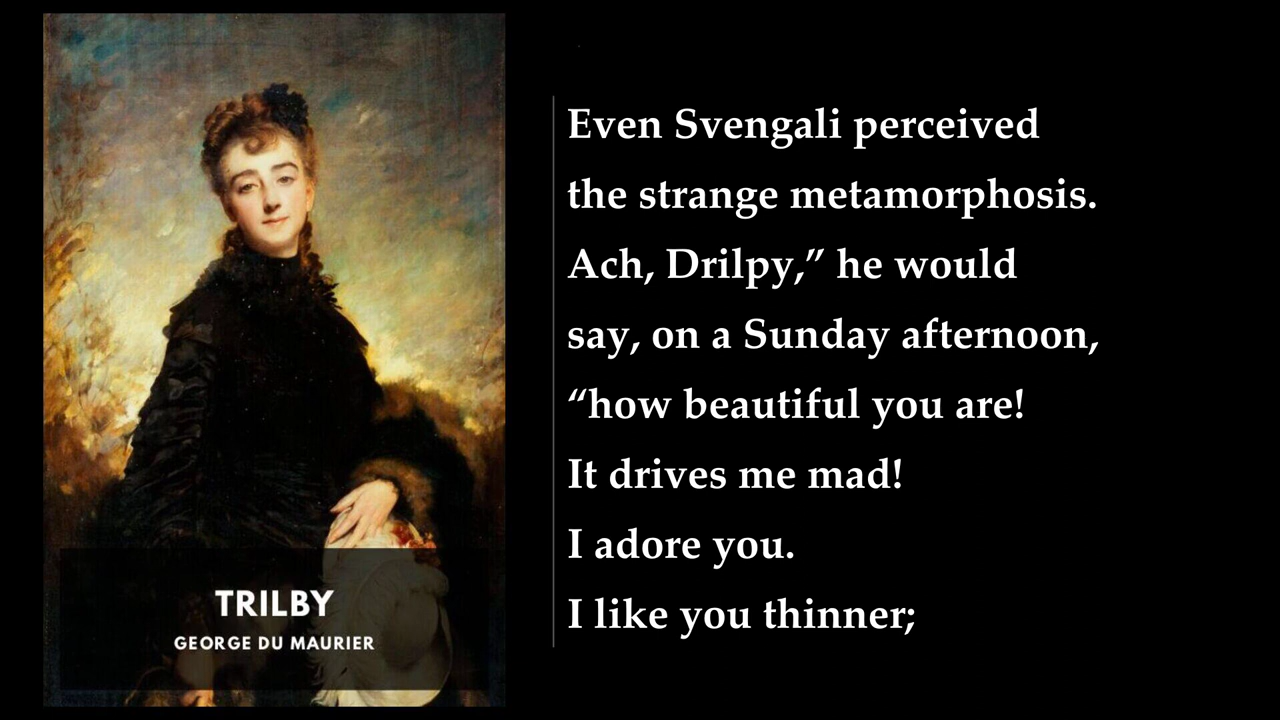 TRILBY
GEORGE DU MAURIER
Even Svengali perceived
the strange metamorphosis.
Ach, Drilpy,” he would
say, on a Sunday afternoon,
“how beautiful you are!
It drives me mad!
I adore you.
I like you thinner;